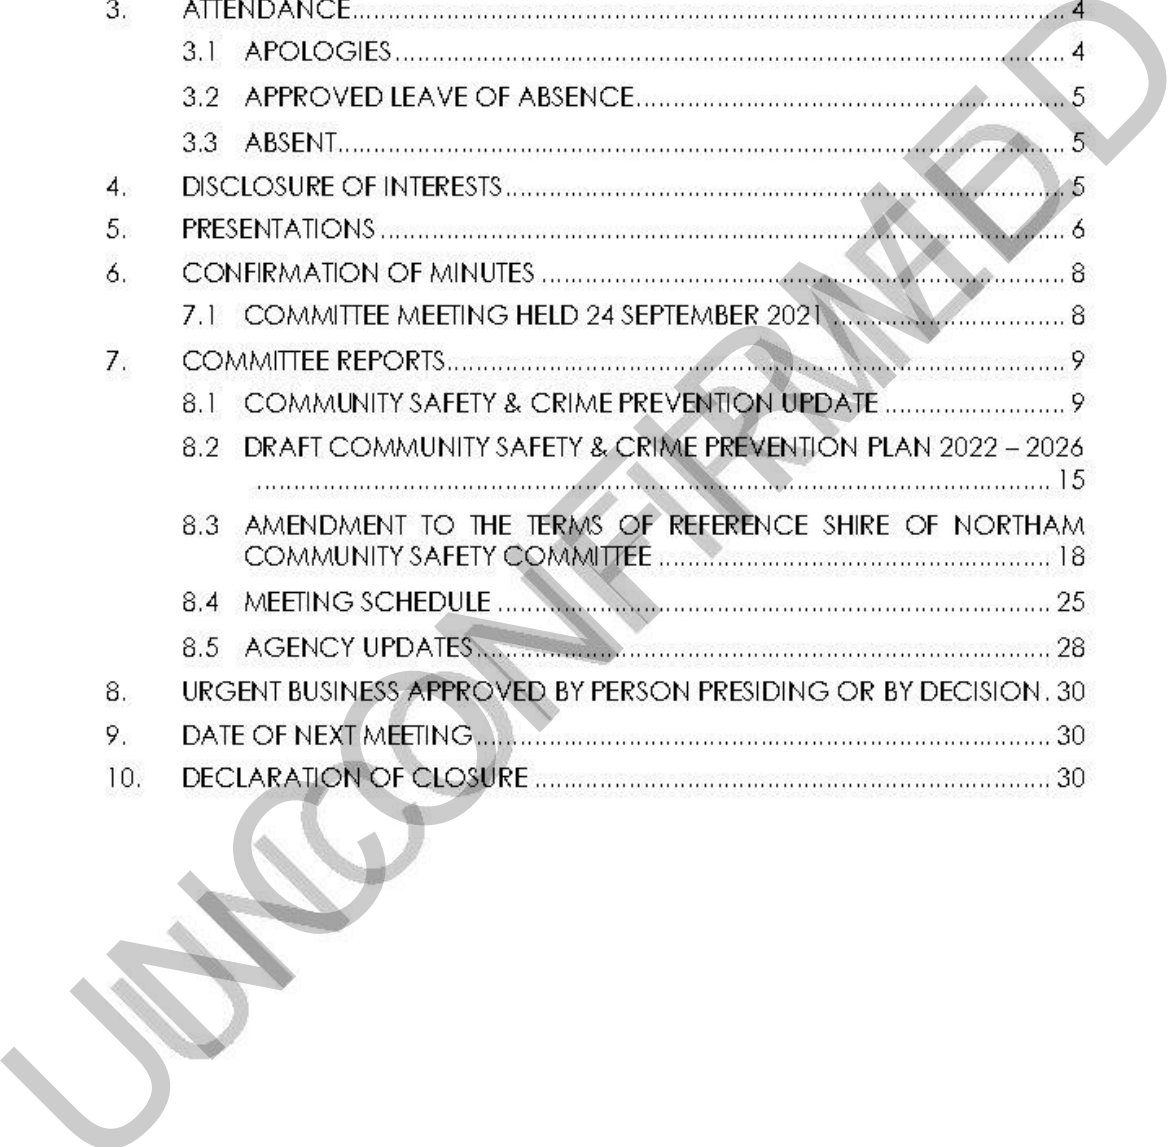 3. ATTENDANCE 4
3.1 APOLOGIES 4
3.2 APPROVED LEAVE OF ABSENCE 5
3.3 ABSENT 5
4. DISCLOSURE OF INTERESTS 5
5. PRESENTATIONS 6
6. CONFIRMATION OF MINUTES 8
7.1 COMMITTEE MEETING HELD 24 SEPTEMBER 2021 8
7. COMMITTEE REPORTS 9
8.1 COMMUNITY SAFETY & CRIME PREVENTION UPDATE 9
8.2 DRAFT COMMUNITY SAFETY & CRIME PREVENTION PLAN 2022 – 2026
15
8.3 AMENDMENT TO THE TERMS OF REFERENCE SHIRE OF NORTHAM
COMMUNITY SAFETY COMMITTEE 18
8.4 MEETING SCHEDULE 25
8.5 AGENCY UPDATES 28
8. URGENT BUSINESS APPROVED BY PERSON PRESIDING OR BY DECISION . 30
9. DATE OF NEXT MEETING 30
10. DECLARATION OF CLOSURE 30
UNCONFIRMED